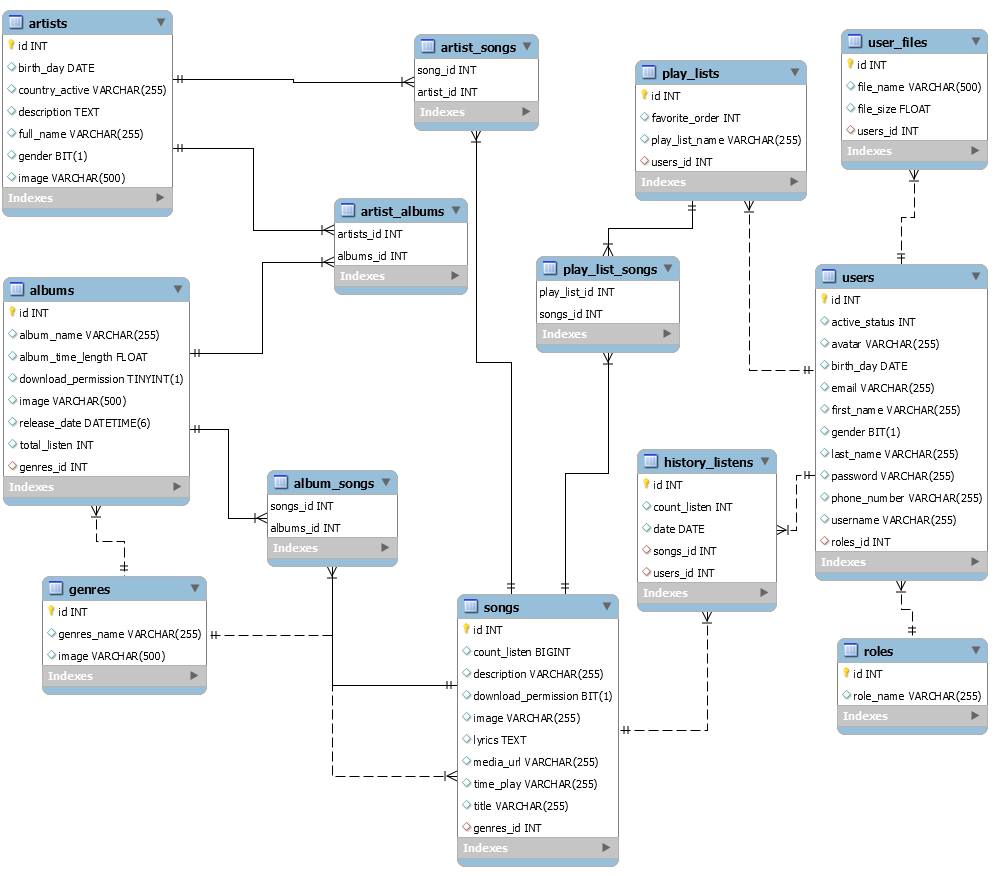 artists
id INT
birth_day DATE
country_active VARCHAR(255)
description TEXT
full_name VARCHAR(255)
gender BIT(1)
image VARCHAR(500)
Indexes
artist_songs
song_id INT
artist_id INT
Indexes
play_lists
id INT
favorite_order INT
play_list_name VARCHAR(255)
users_id INT
Indexes
user_files
id INT
file_name VARCHAR(500)
file_size FLOAT
users_id INT
Indexes
artist_albums
artists_id INT
albums_id INT
Indexes
play_list_songs
play_list_id INT
songs_id INT
Indexes
users
id INT
active_status INT
avatar VARCHAR(255)
birth_day DATE
email VARCHAR(255)
first_name VARCHAR(255)
gender BIT(1)
last_name VARCHAR(255)
password VARCHAR(255)
phone_number VARCHAR(255)
username VARCHAR(255)
roles_id INT
Indexes
albums
id INT
album_name VARCHAR(255)
album_time_length FLOAT
download_permission TINYINT(1)
image VARCHAR(500)
release_date DATETIME(6)
total_listen INT
genres_id INT
Indexes
album_songs
songs_id INT
albums_id INT
Indexes
history_listens
id INT
count_listen INT
date DATE
songs_id INT
users_id INT
Indexes
genres
id INT
genres_name VARCHAR(255)
image VARCHAR(500)
Indexes
songs
id INT
count_listen BIGINT
description VARCHAR(255)
download_permission BIT(1)
image VARCHAR(255)
lyrics TEXT
media_url VARCHAR(255)
time_play VARCHAR(255)
title VARCHAR(255)
genres_id INT
Indexes
roles
id INT
role_name VARCHAR(255)
Indexes